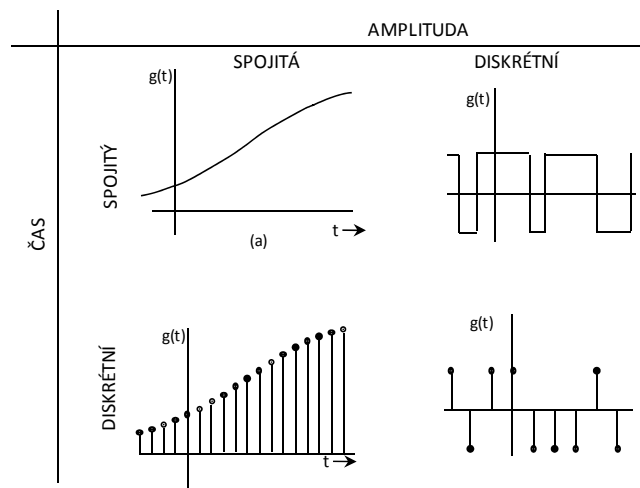 AMPLITUDA
SPOJITÁ
DISKRÉTNÍ
ČAS
SPOJITÝ
g(t)
(a)
t
g(t)
DISKRÉTNÍ
g(t)
t
g(t)